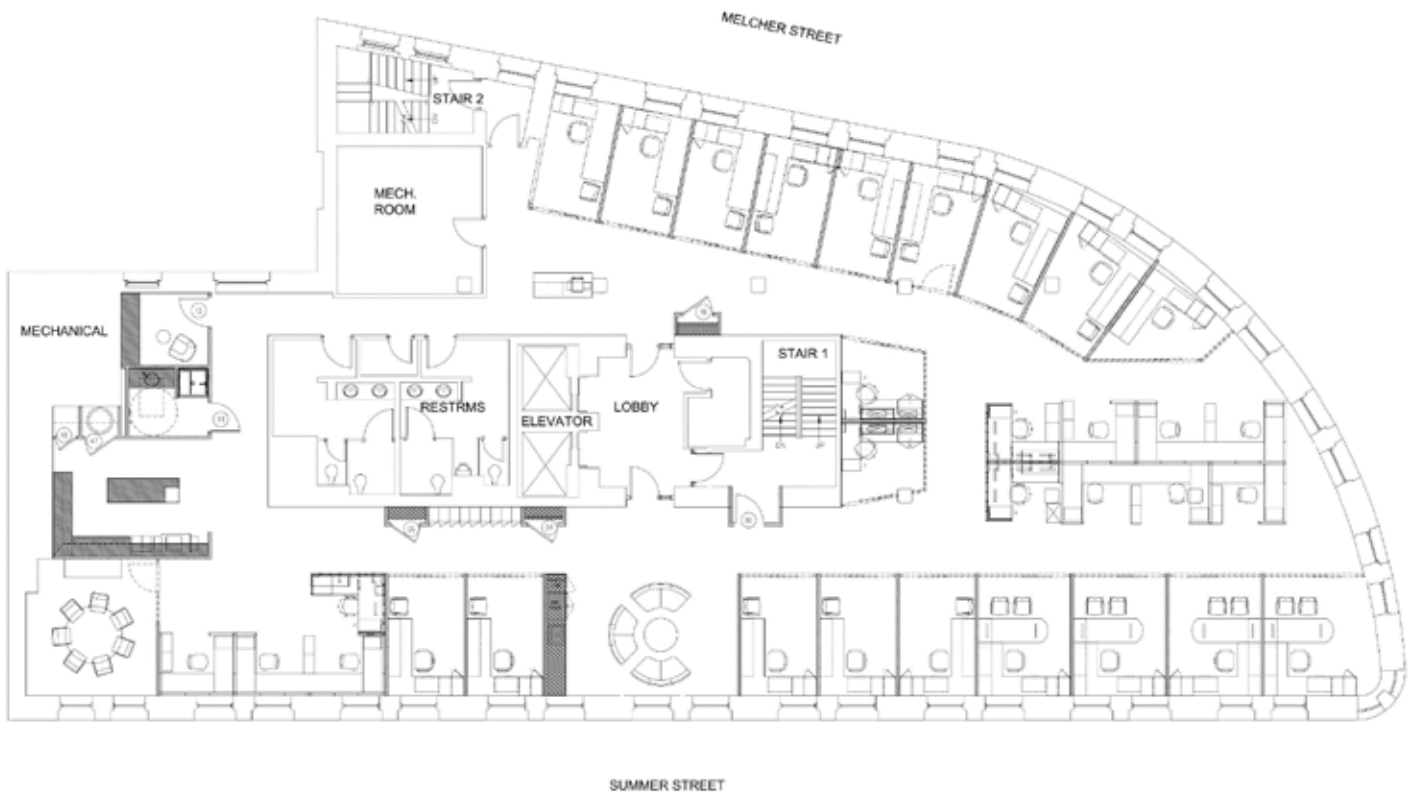 MELCHER STREET
STAIR 2
MECH.
ROOM
MECHANICAL
STAIR 1
RESTRMS
ELEVATOR
LOBBY
SUMMER STREET